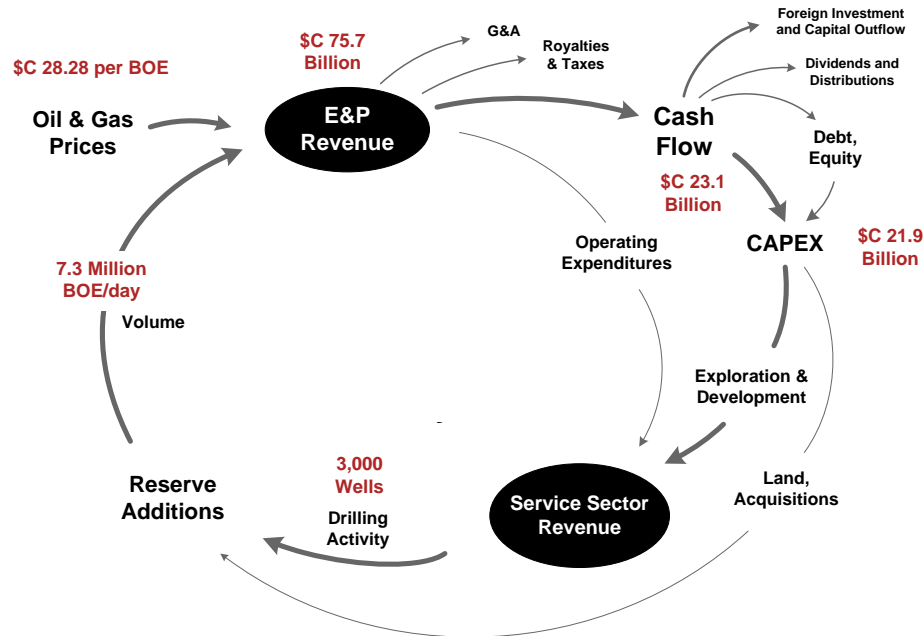 Foreign Investment
and Capital Outflow
G&A
$C 75.7
Billion
Royalties
& Taxes
$C 28.28 per BOE
Dividends and
Distributions
Oil & Gas
Prices
E&P
Revenue
Cash
Flow
Debt,
Equity
$C 23.1
Billion
CAPEX
$C 21.9
Billion
Operating
Expenditures
7.3 Million
BOE/day
Volume
Exploration &
Development
3,000
Wells
Reserve
Additions
Drilling
Activity
Service Sector
Revenue
Land,
Acquisitions